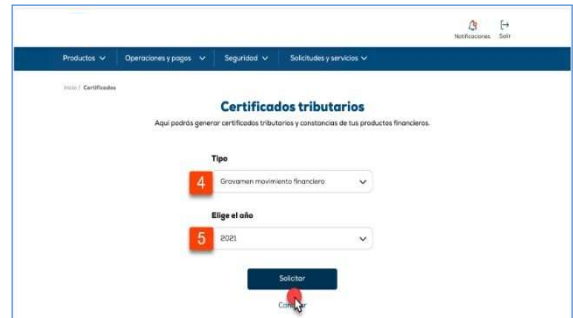 Notificaciones Salir
Productos Operaciones y pagos Seguridad Solicitudes y servicios
Inicio / Certificados
Certificados tributarios
Aquí podrás generar certificados tributarios y constancias de tus productos financieros.
Tipo
4 Gravamen movimiento financiero
Elige el año
5 2021
Solicitar